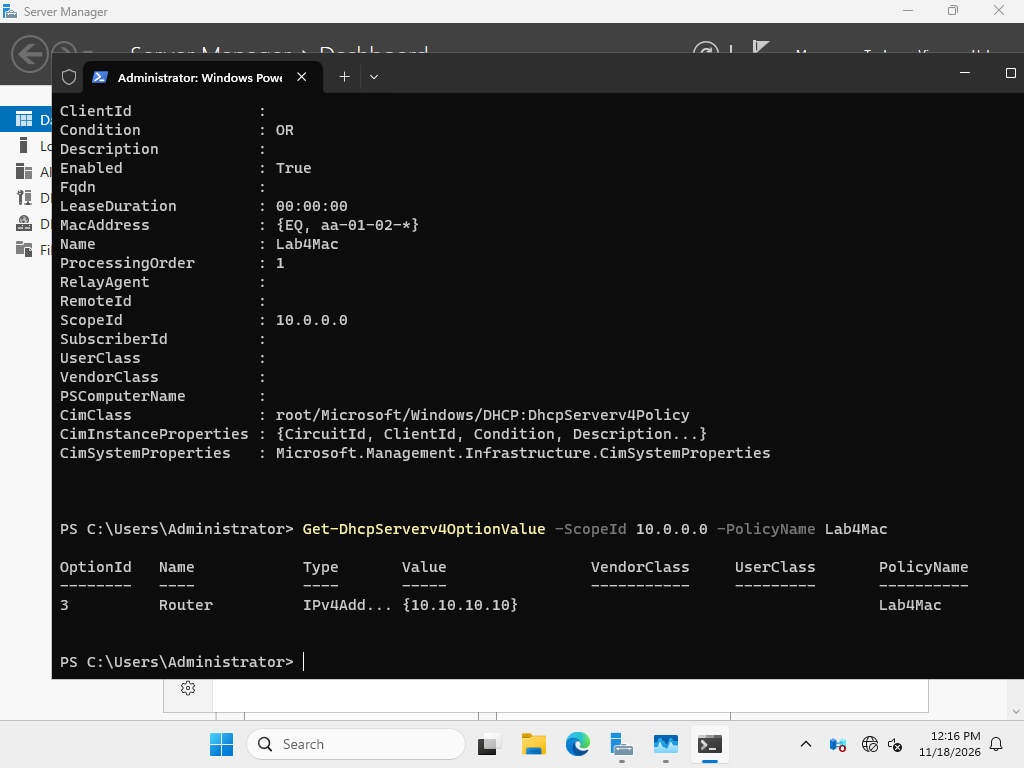 Server Manager
Administrator: Windows Powe
ClientId :
Condition : OR
Description :
Enabled : True
Fqdn :
LeaseDuration : 00:00:00
MacAddress : {EQ, aa-01-02-*}
Name : Lab4Mac
ProcessingOrder : 1
RelayAgent :
RemoteId :
ScopeId : 10.0.0.0
SubscriberId :
UserClass :
VendorClass :
PSComputerName :
CimClass : root/Microsoft/Windows/DHCP:DhcpServerv4Policy
CimInstanceProperties : {CircuitId, ClientId, Condition, Description...}
CimSystemProperties : Microsoft.Management.Infrastructure.CimSystemProperties
PS C:\Users\Administrator> Get-DhcpServerv4OptionValue -ScopeId 10.0.0.0 -PolicyName Lab4Mac
OptionId Name Type Value VendorClass UserClass PolicyName
-------- ---- ---- ----- ----------- --------- ----------
3 Router IPv4Add... {10.10.10.10} Lab4Mac
PS C:\Users\Administrator>
Search
12:16 PM
11/18/2026